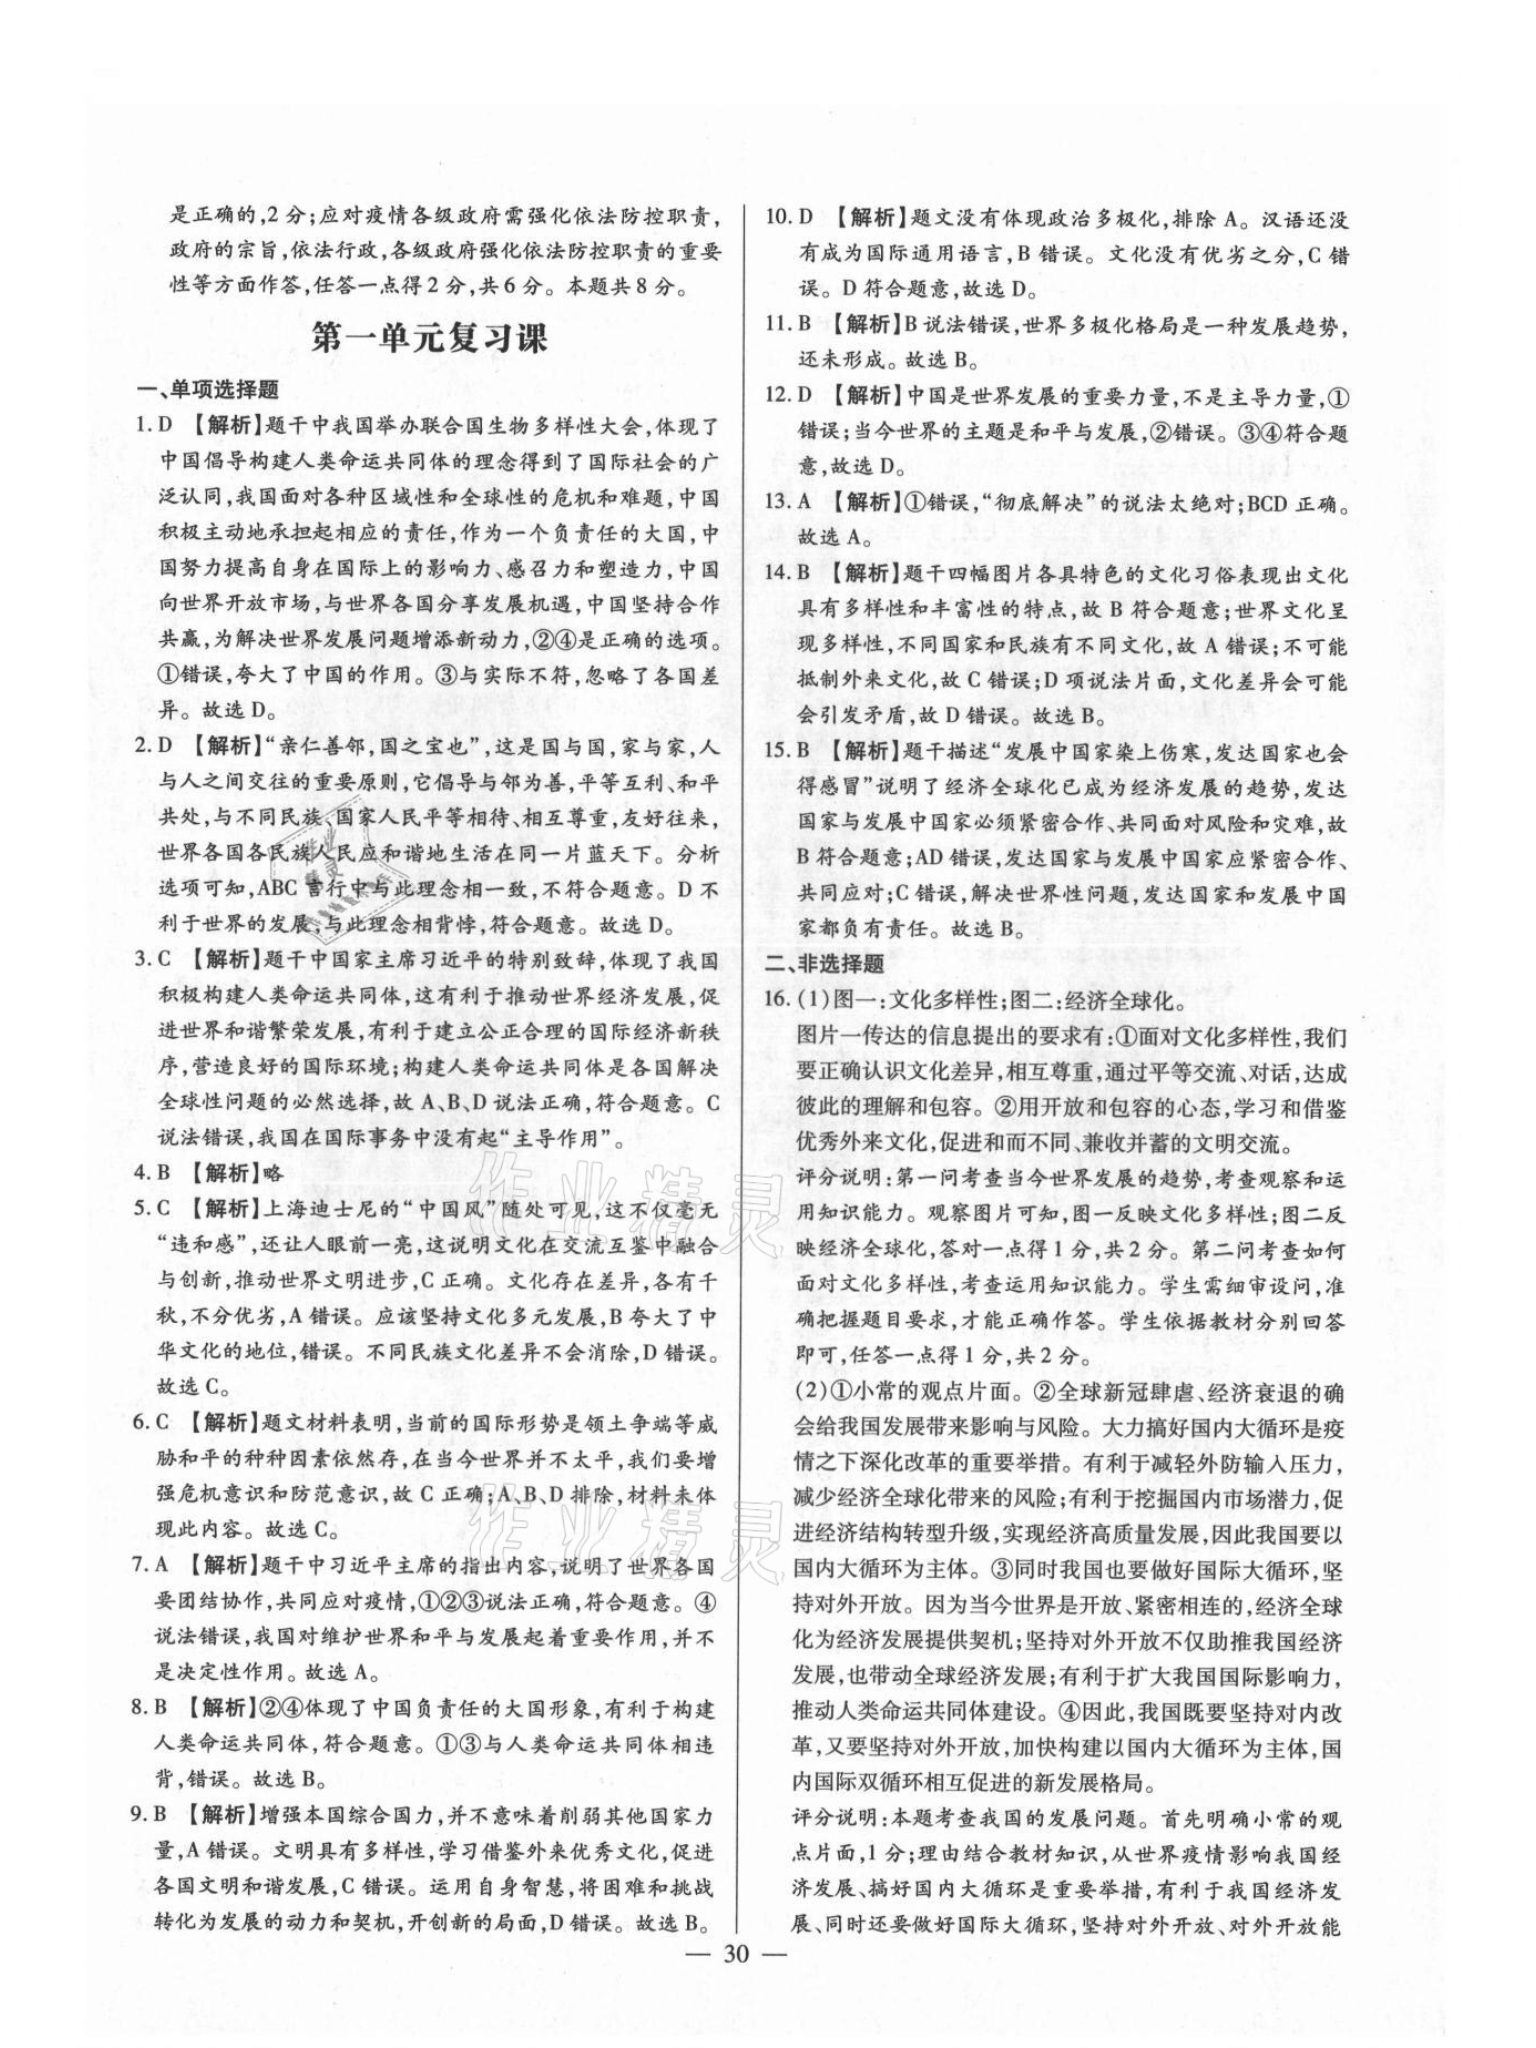 是正确的,2 分;应对疫情各级政府需强化依法防控职责,
政府的宗旨,依法行政,各级政府强化依法防控职责的重要
性等方面作答,任答一点得2分,共6分。本题共8分。
第一单元复习课
一、单项选择题
1. D 【解析】题干中我国举办联合国生物多样性大会,体现了
中国倡导构建人类命运共同体的理念得到了国际社会的广
泛认同,我国面对各种区域性和全球性的危机和难题,中国
积极主动地承担起相应的责任,作为一个负责任的大国,中
国努力提高自身在国际上的影响力、感召力和塑造力,中国
向世界开放市场,与世界各国分享发展机遇,中国坚持合作
共赢,为解决世界发展问题增添新动力,②④是正确的选项。
①错误,夸大了中国的作用。③与实际不符,忽略了各国差
异。故选 D。
2. D 【解析】“亲仁善邻,国之宝也”,这是国与国,家与家,人
与人之间交往的重要原则,它倡导与邻为善,平等互利、和平
共处,与不同民族、国家人民平等相待、相互尊重,友好往来,
世界各国各民族人民应和谐地生活在同一片蓝天下。分析
选项可知,ABC 言行中与此理念相一致,不符合题意。D 不
利于世界的发展,与此理念相背悖,符合题意。故选 D。
3. C 【解析】题干中国家主席习近平的特别致辞,体现了我国
积极构建人类命运共同体,这有利于推动世界经济发展,促
进世界和谐繁荣发展,有利于建立公正合理的国际经济新秩
序,营造良好的国际环境;构建人类命运共同体是各国解决
全球性问题的必然选择,故 A、B、D 说法正确,符合题意。C
说法错误,我国在国际事务中没有起“主导作用”。
4. B 【解析】略
5. C 【解析】上海迪士尼的“中国风”随处可见,这不仅毫无
“违和感”,还让人眼前一亮,这说明文化在交流互鉴中融合
与创新,推动世界文明进步,C 正确。文化存在差异,各有千
秋,不分优劣,A 错误。应该坚持文化多元发展,B 夸大了中
华文化的地位,错误。不同民族文化差异不会消除,D 错误。
故选 C。
6. C 【解析】题文材料表明,当前的国际形势是领土争端等威
胁和平的种种因素依然存,在当今世界并不太平,我们要增
强危机意识和防范意识,故 C 正确;A、B、D 排除,材料未体
现此内容。故选 C。
7. A 【解析】题干中习近平主席的指出内容,说明了世界各国
要团结协作,共同应对疫情,①②③说法正确,符合题意。④
说法错误,我国对维护世界和平与发展起着重要作用,并不
是决定性作用。故选 A。
8. B 【解析】②④体现了中国负责任的大国形象,有利于构建
人类命运共同体,符合题意。①③与人类命运共同体相违
背,错误。故选 B。
9. B 【解析】增强本国综合国力,并不意味着削弱其他国家力
量,A 错误。文明具有多样性,学习借鉴外来优秀文化,促进
各国文明和谐发展,C 错误。运用自身智慧,将困难和挑战
转化为发展的动力和契机,开创新的局面,D 错误。故选 B。
10. D 【解析】题文没有体现政治多极化,排除 A。汉语还没
有成为国际通用语言,B 错误。文化没有优劣之分,C 错
误。D 符合题意,故选 D。
11. B 【解析】B 说法错误,世界多极化格局是一种发展趋势,
还未形成。故选 B。
12. D 【解析】中国是世界发展的重要力量,不是主导力量,①
错误;当今世界的主题是和平与发展,②错误。③④符合题
意,故选 D。
13. A 【解析】①错误,“彻底解决”的说法太绝对;BCD 正确。
故选 A。
14. B 【解析】题干四幅图片各具特色的文化习俗表现出文化
具有多样性和丰富性的特点,故 B 符合题意;世界文化呈
现多样性,不同国家和民族有不同文化,故 A 错误;不可能
抵制外来文化,故 C 错误;D 项说法片面,文化差异会可能
会引发矛盾,故 D 错误。故选 B。
15. B 【解析】题干描述“发展中国家染上伤寒,发达国家也会
得感冒”说明了经济全球化已成为经济发展的趋势,发达
国家与发展中国家必须紧密合作、共同面对风险和灾难,故
B 符合题意;AD 错误,发达国家与发展中国家应紧密合作、
共同应对;C 错误,解决世界性问题,发达国家和发展中国
家都负有责任。故选 B。
二、非选择题
16. (1)图一:文化多样性;图二:经济全球化。
图片一传达的信息提出的要求有:①面对文化多样性,我们
要正确认识文化差异,相互尊重,通过平等交流、对话,达成
彼此的理解和包容。②用开放和包容的心态,学习和借鉴
优秀外来文化,促进和而不同、兼收并蓄的文明交流。
评分说明:第一问考查当今世界发展的趋势,考查观察和运
用知识能力。观察图片可知,图一反映文化多样性;图二反
映经济全球化,答对一点得1分,共2分。第二问考查如何
面对文化多样性,考查运用知识能力。学生需细审设问,准
确把握题目要求,才能正确作答。学生依据教材分别回答
即可,任答一点得1分,共2分。
(2)①小常的观点片面。②全球新冠肆虐、经济衰退的确
会给我国发展带来影响与风险。大力搞好国内大循环是疫
情之下深化改革的重要举措。有利于减轻外防输入压力,
减少经济全球化带来的风险;有利于挖掘国内市场潜力,促
进经济结构转型升级,实现经济高质量发展,因此我国要以
国内大循环为主体。③同时我国也要做好国际大循环,坚
持对外开放。因为当今世界是开放、紧密相连的,经济全球
化为经济发展提供契机;坚持对外开放不仅助推我国经济
发展,也带动全球经济发展;有利于扩大我国国际影响力,
推动人类命运共同体建设。④因此,我国既要坚持对内改
革,又要坚持对外开放,加快构建以国内大循环为主体,国
内国际双循环相互促进的新发展格局。
评分说明:本题考查我国的发展问题。首先明确小常的观
点片面,1分;理由结合教材知识,从世界疫情影响我国经
济发展、搞好国内大循环是重要举措,有利于我国经济发
展、同时还要做好国际大循环,坚持对外开放、对外开放能
— 30 —
作业精灵
作业精灵
作业精灵